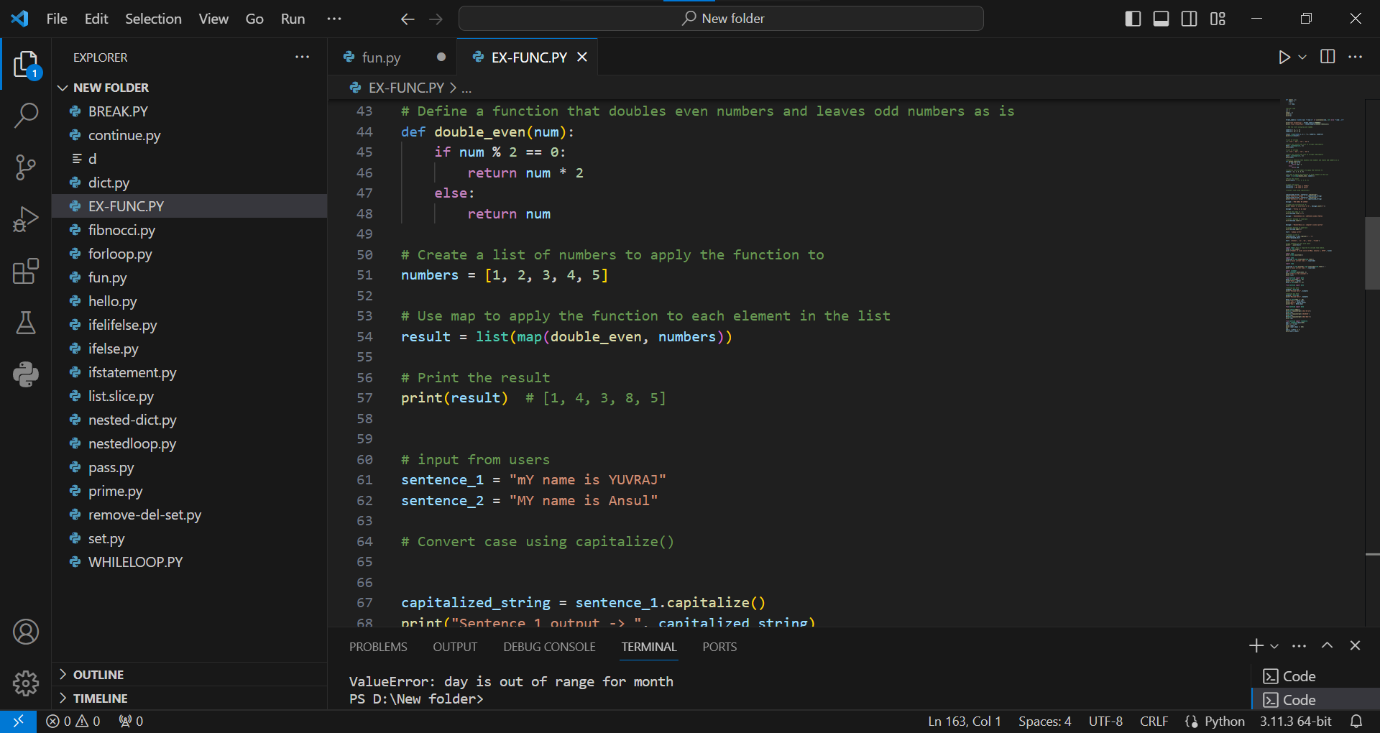 File Edit Selection View Go Run ···
New folder
EXPLORER ···
NEW FOLDER
BREAK.PY
continue.py
d
dict.py
EX-FUNC.PY
fibnocci.py
forloop.py
fun.py
hello.py
ifelifelse.py
ifelse.py
ifstatement.py
list.slice.py
nested-dict.py
nestedloop.py
pass.py
prime.py
remove-del-set.py
set.py
WHILELOOP.PY
OUTLINE
TIMELINE
1
fun.py
EX-FUNC.PY
EX-FUNC.PY > ...
43 # Define a function that doubles even numbers and leaves odd numbers as is
44 def double_even(num):
45 if num % 2 == 0:
46 return num * 2
47 else:
48 return num
49
50 # Create a list of numbers to apply the function to
51 numbers = [1, 2, 3, 4, 5]
52
53 # Use map to apply the function to each element in the list
54 result = list(map(double_even, numbers))
55
56 # Print the result
57 print(result)  # [1, 4, 3, 8, 5]
58
59
60 # input from users
61 sentence_1 = "mY name is YUVRAJ"
62 sentence_2 = "MY name is Ansul"
63
64 # Convert case using capitalize()
65
66
67 capitalized_string = sentence_1.capitalize()
68 print("Sentence 1 output -> ", capitalized_string)
PROBLEMS OUTPUT DEBUG CONSOLE TERMINAL PORTS
ValueError: day is out of range for month
PS D:\New folder>
Code
Code
0 0 0 Ln 163, Col 1 Spaces: 4 UTF-8 CRLF Python 3.11.3 64-bit